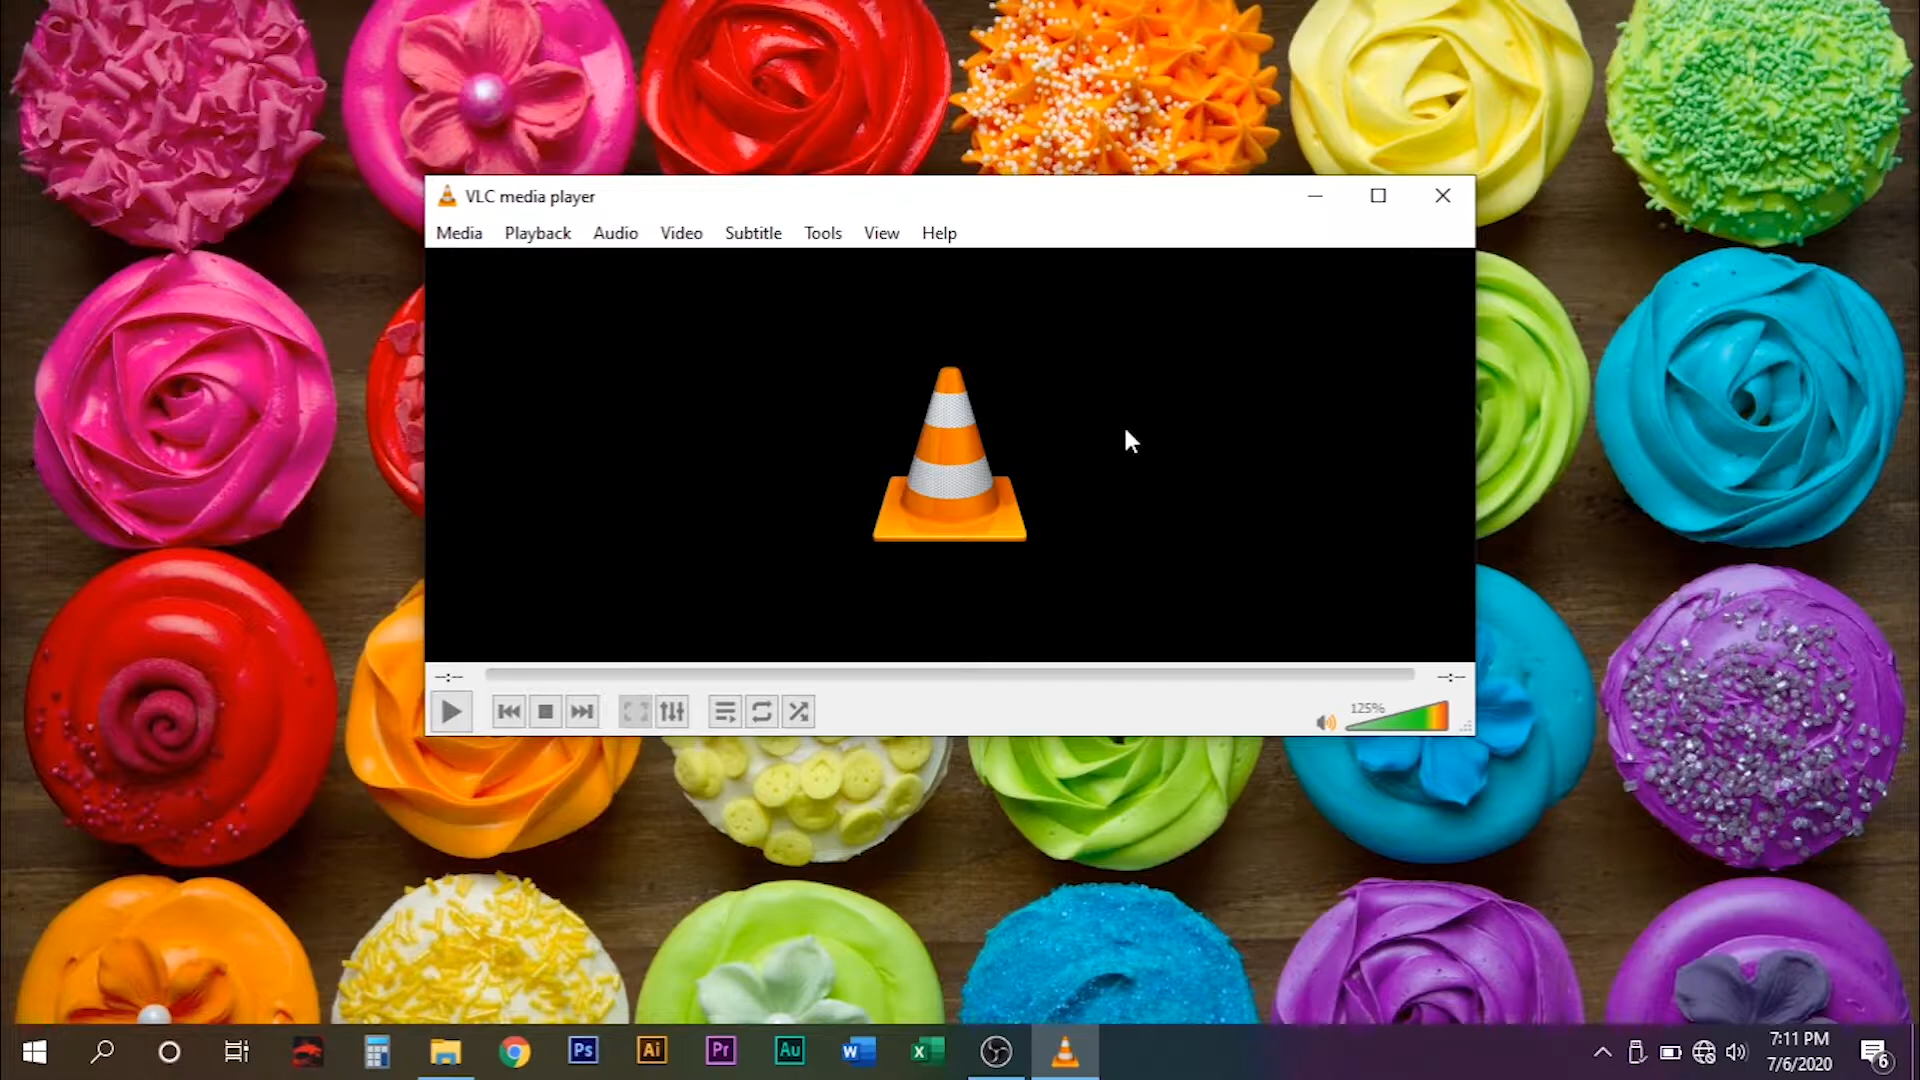 VLC media player
Media Playback Audio Video Subtitle Tools View Help
--:-- --:--
125%
Ps Ai Pr Au W X
7:11 PM
7/6/2020
6